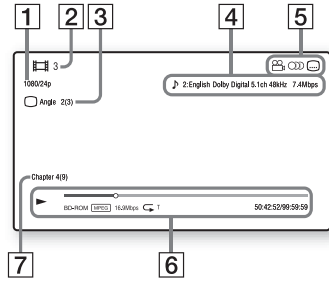 1 2 3 4 5
3
1080/24p
2:English Dolby Digital 5.1ch 48kHz 7.4Mbps
Angle 2(3)
Chapter 4(9)
BD-ROM MPEG 16.9Mbps 1 50:42:52/99:59:59
7 6